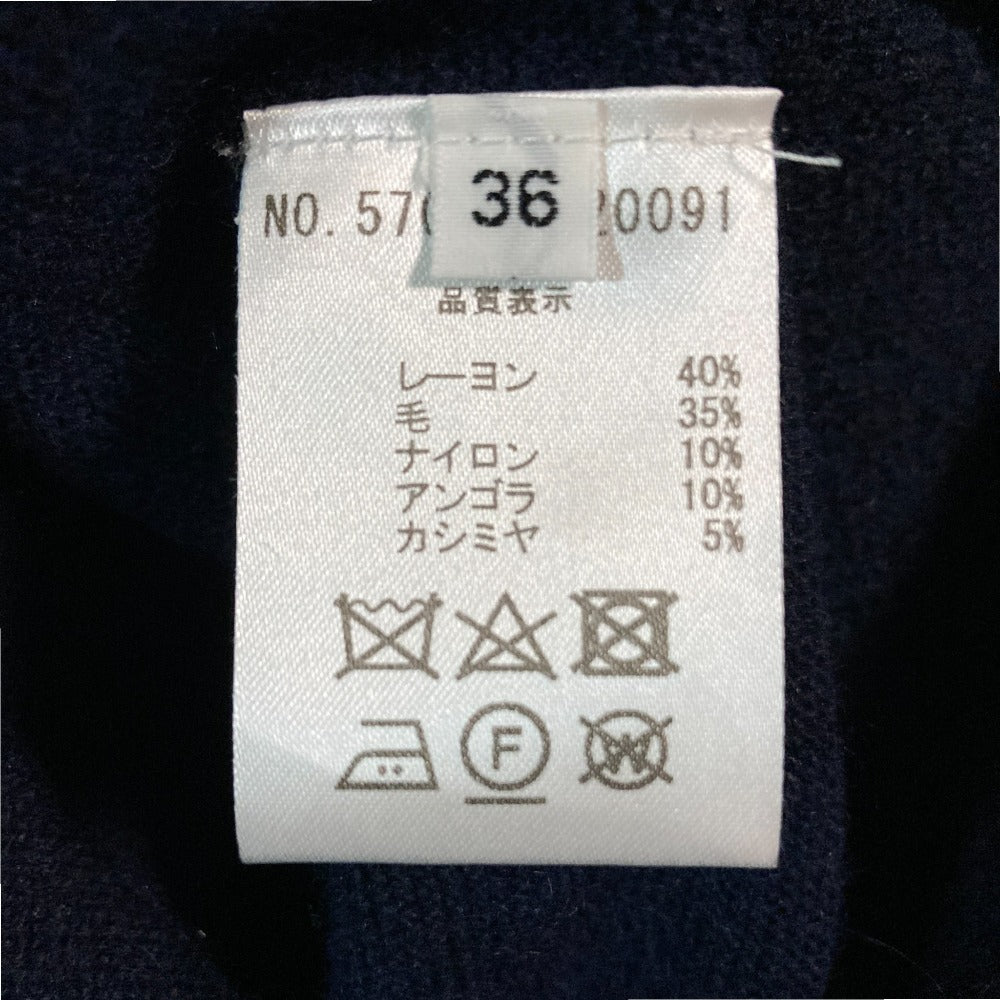 36
NO. 57 20091
品質表示
レーヨン 40%
毛 35%
ナイロン 10%
アンゴラ 10%
カシミヤ 5%
F
W